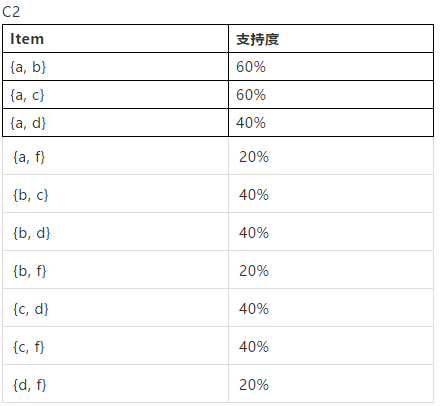 C2
Item 支持度
{a, b} 60%
{a, c} 60%
{a, d} 40%
{a, f} 20%
{b, c} 40%
{b, d} 40%
{b, f} 20%
{c, d} 40%
{c, f} 40%
{d, f} 20%